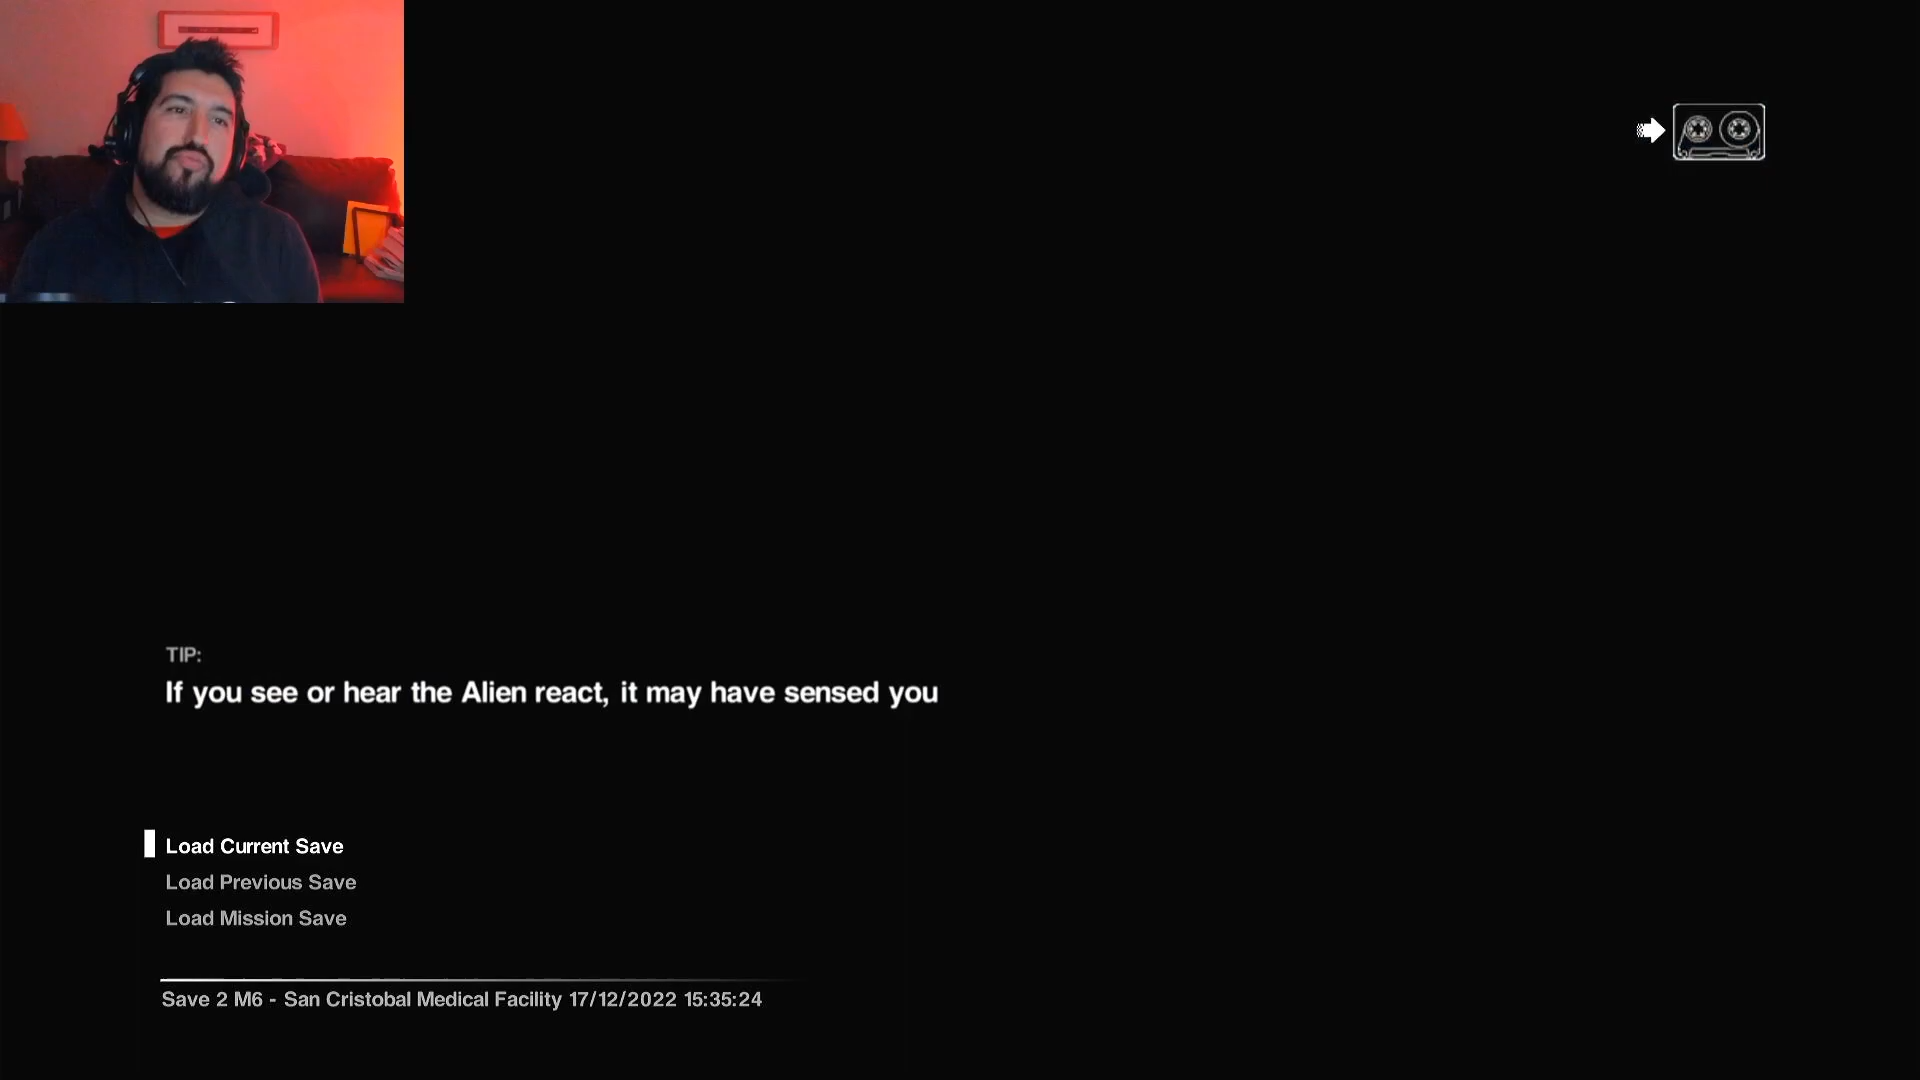 TIP:
If you see or hear the Alien react, it may have sensed you
Load Current Save
Load Previous Save
Load Mission Save
Save 2 M6 - San Cristobal Medical Facility 17/12/2022 15:35:24